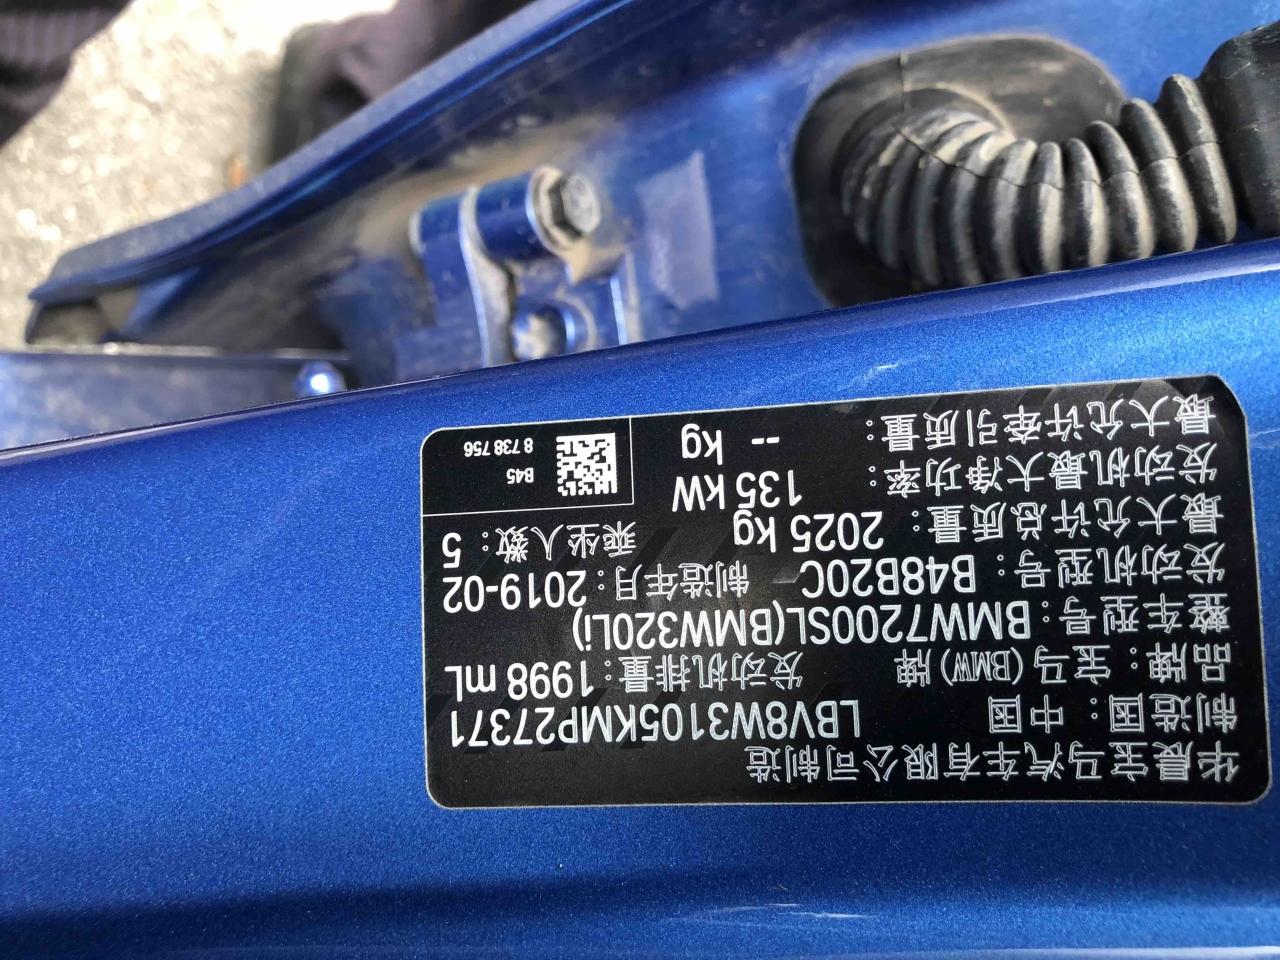 华晨宝马汽车有限公司制造
制造国：中国 LBV8W3105KMP27371
品牌：宝马(BMW)牌 发动机排量：1998 mL
整车型号：BMW7200SL(BMW320Li)
发动机型号：B48B20C 制造年月：2019-02
最大允许总质量：2025 kg 乘坐人数：5
发动机最大净功率：135 kW
最大允许牵引质量：-- kg
B45
8 738 756